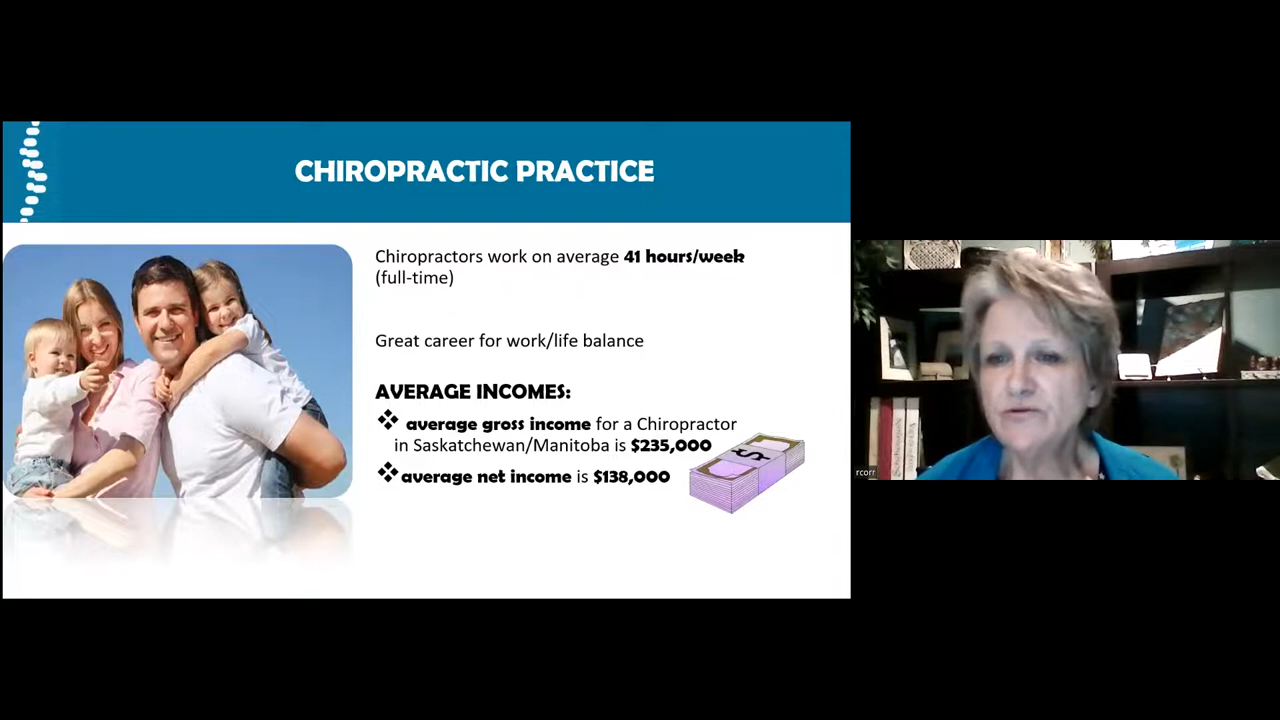 CHIROPRACTIC PRACTICE
Chiropractors work on average 41 hours/week
(full-time)
Great career for work/life balance
AVERAGE INCOMES:
❖ average gross income for a Chiropractor
in Saskatchewan/Manitoba is $235,000
❖ average net income is $138,000
$
rcorr